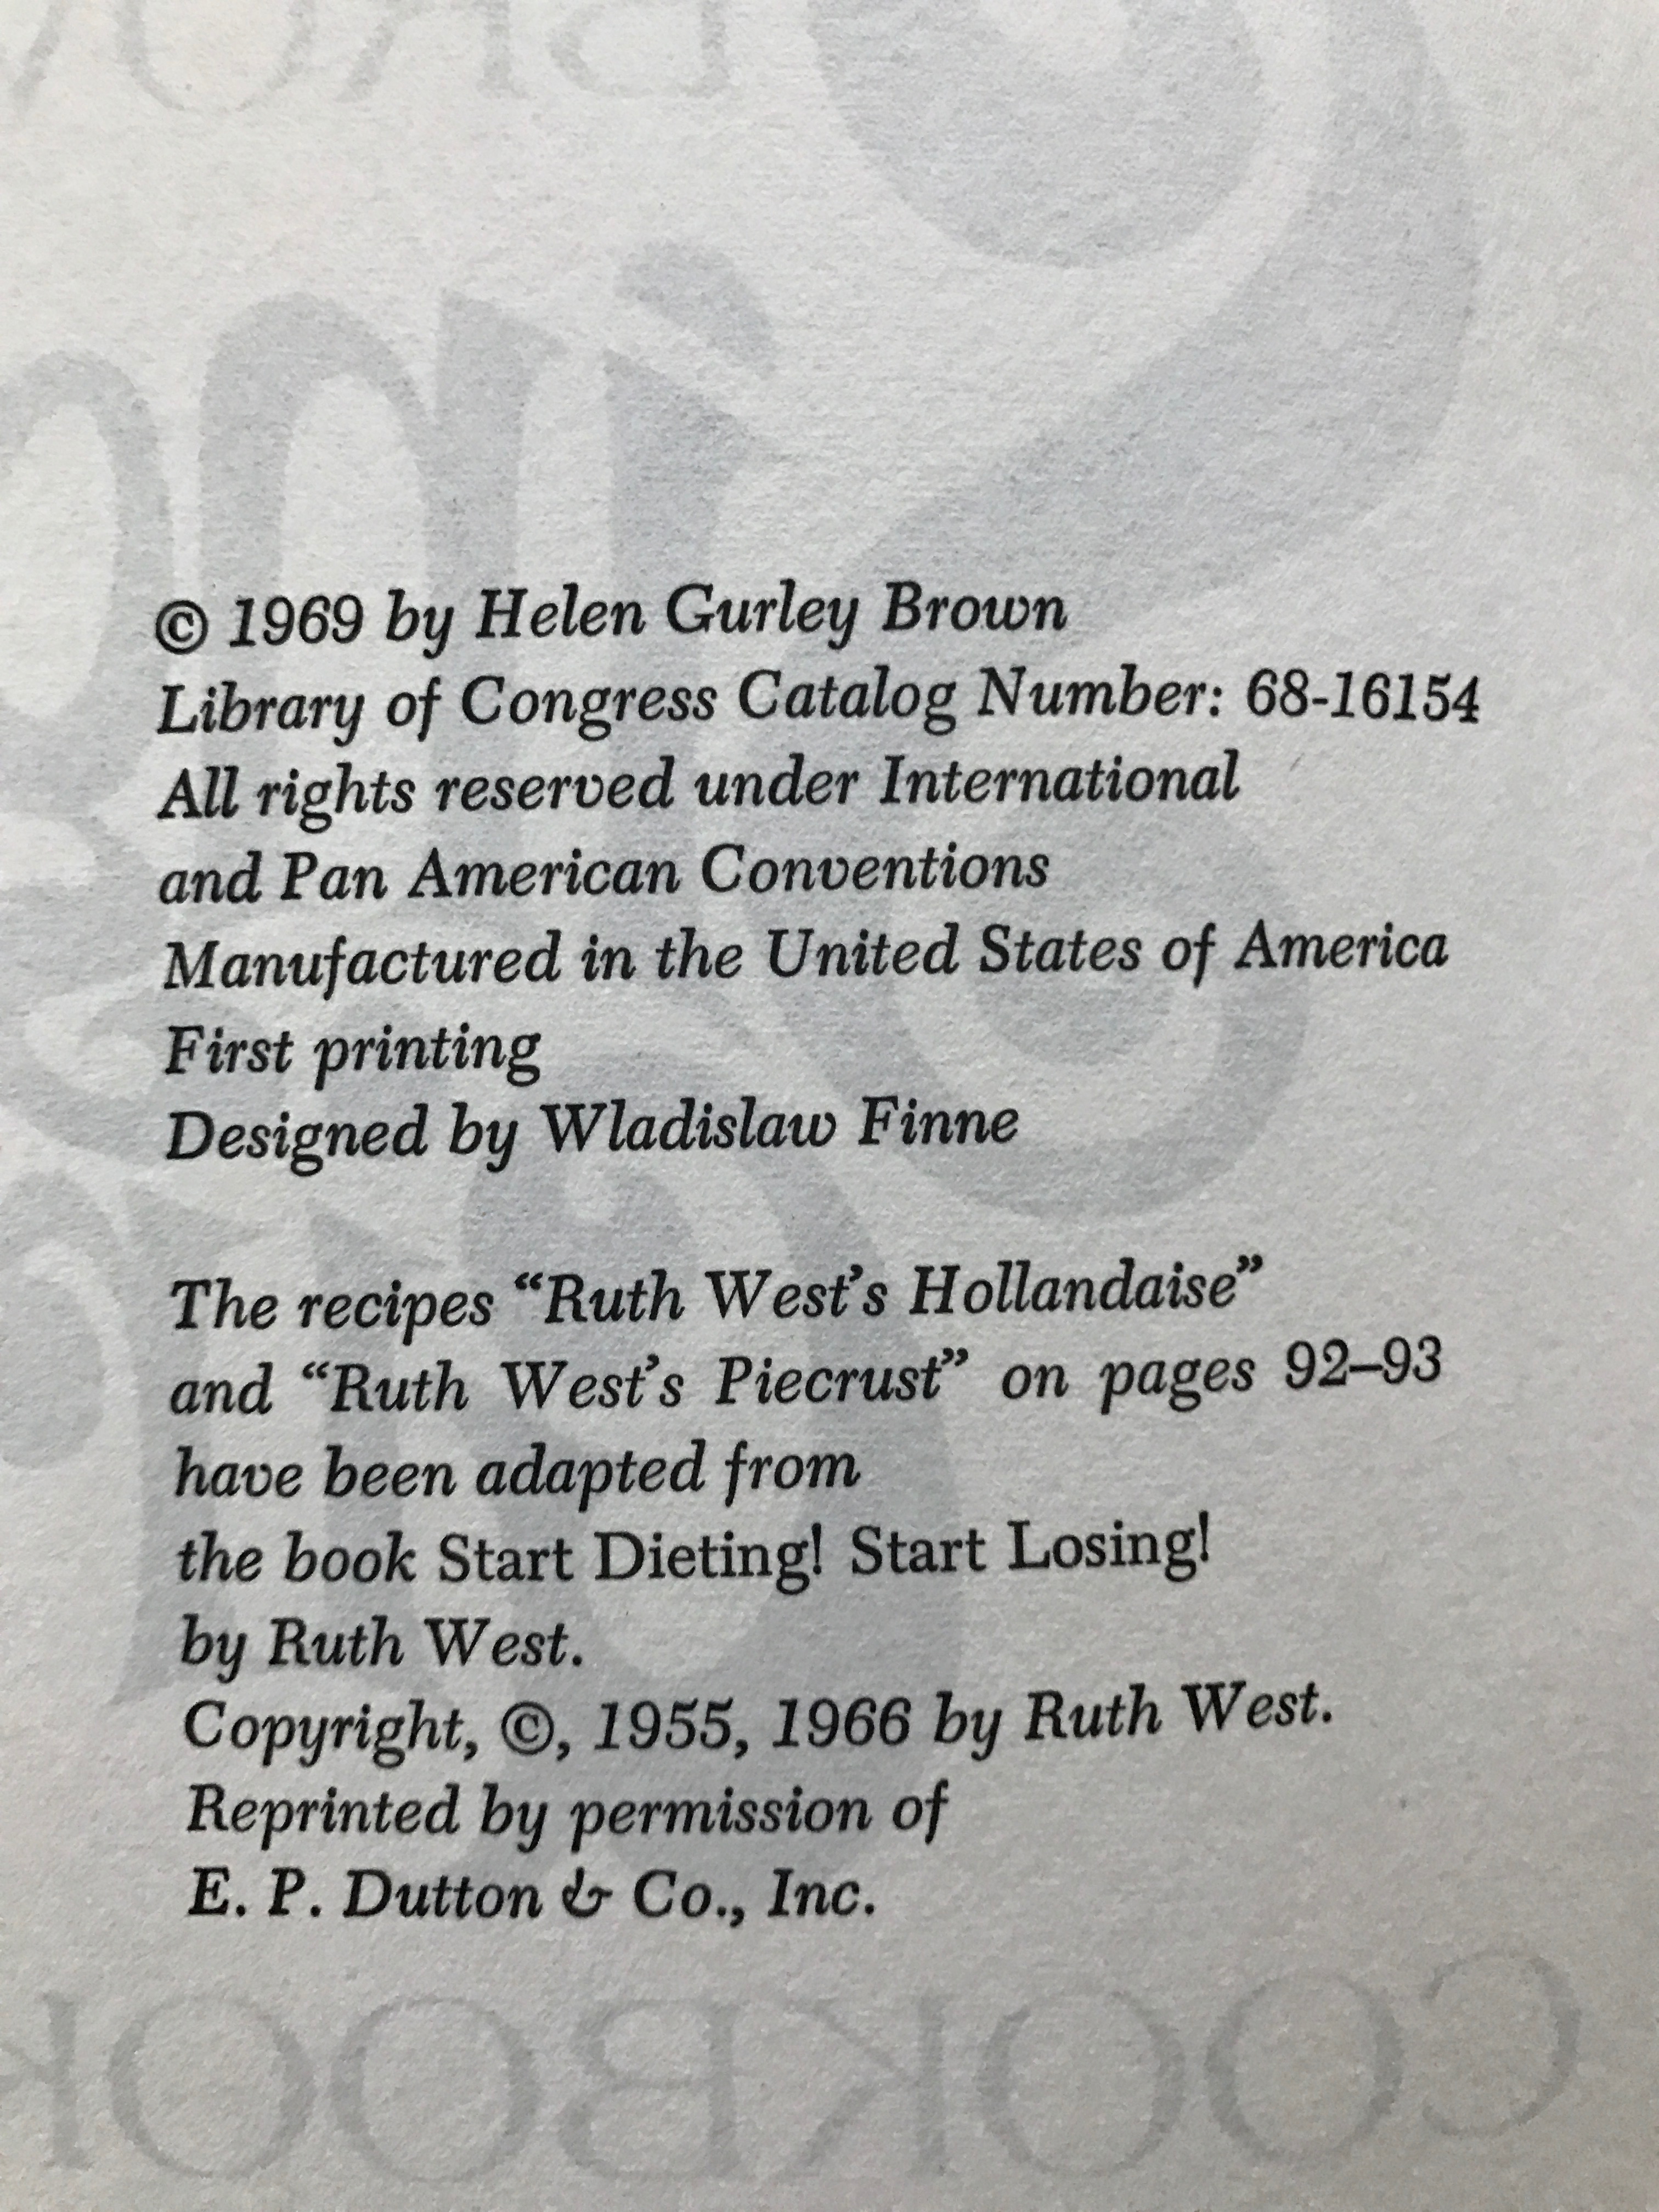 © 1969 by Helen Gurley Brown
Library of Congress Catalog Number: 68-16154
All rights reserved under International
and Pan American Conventions
Manufactured in the United States of America
First printing
Designed by Wladislaw Finne
The recipes “Ruth West’s Hollandaise”
and “Ruth West’s Piecrust” on pages 92–93
have been adapted from
the book Start Dieting! Start Losing!
by Ruth West.
Copyright, ©, 1955, 1966 by Ruth West.
Reprinted by permission of
E. P. Dutton & Co., Inc.
COOKBOOK